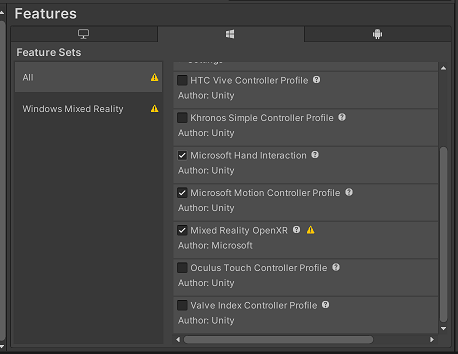 Features
Feature Sets
All
Windows Mixed Reality
HTC Vive Controller Profile
Author: Unity
Khronos Simple Controller Profile
Author: Unity
Microsoft Hand Interaction
Author: Unity
Microsoft Motion Controller Profile
Author: Unity
Mixed Reality OpenXR
Author: Microsoft
Oculus Touch Controller Profile
Author: Unity
Valve Index Controller Profile
Author: Unity